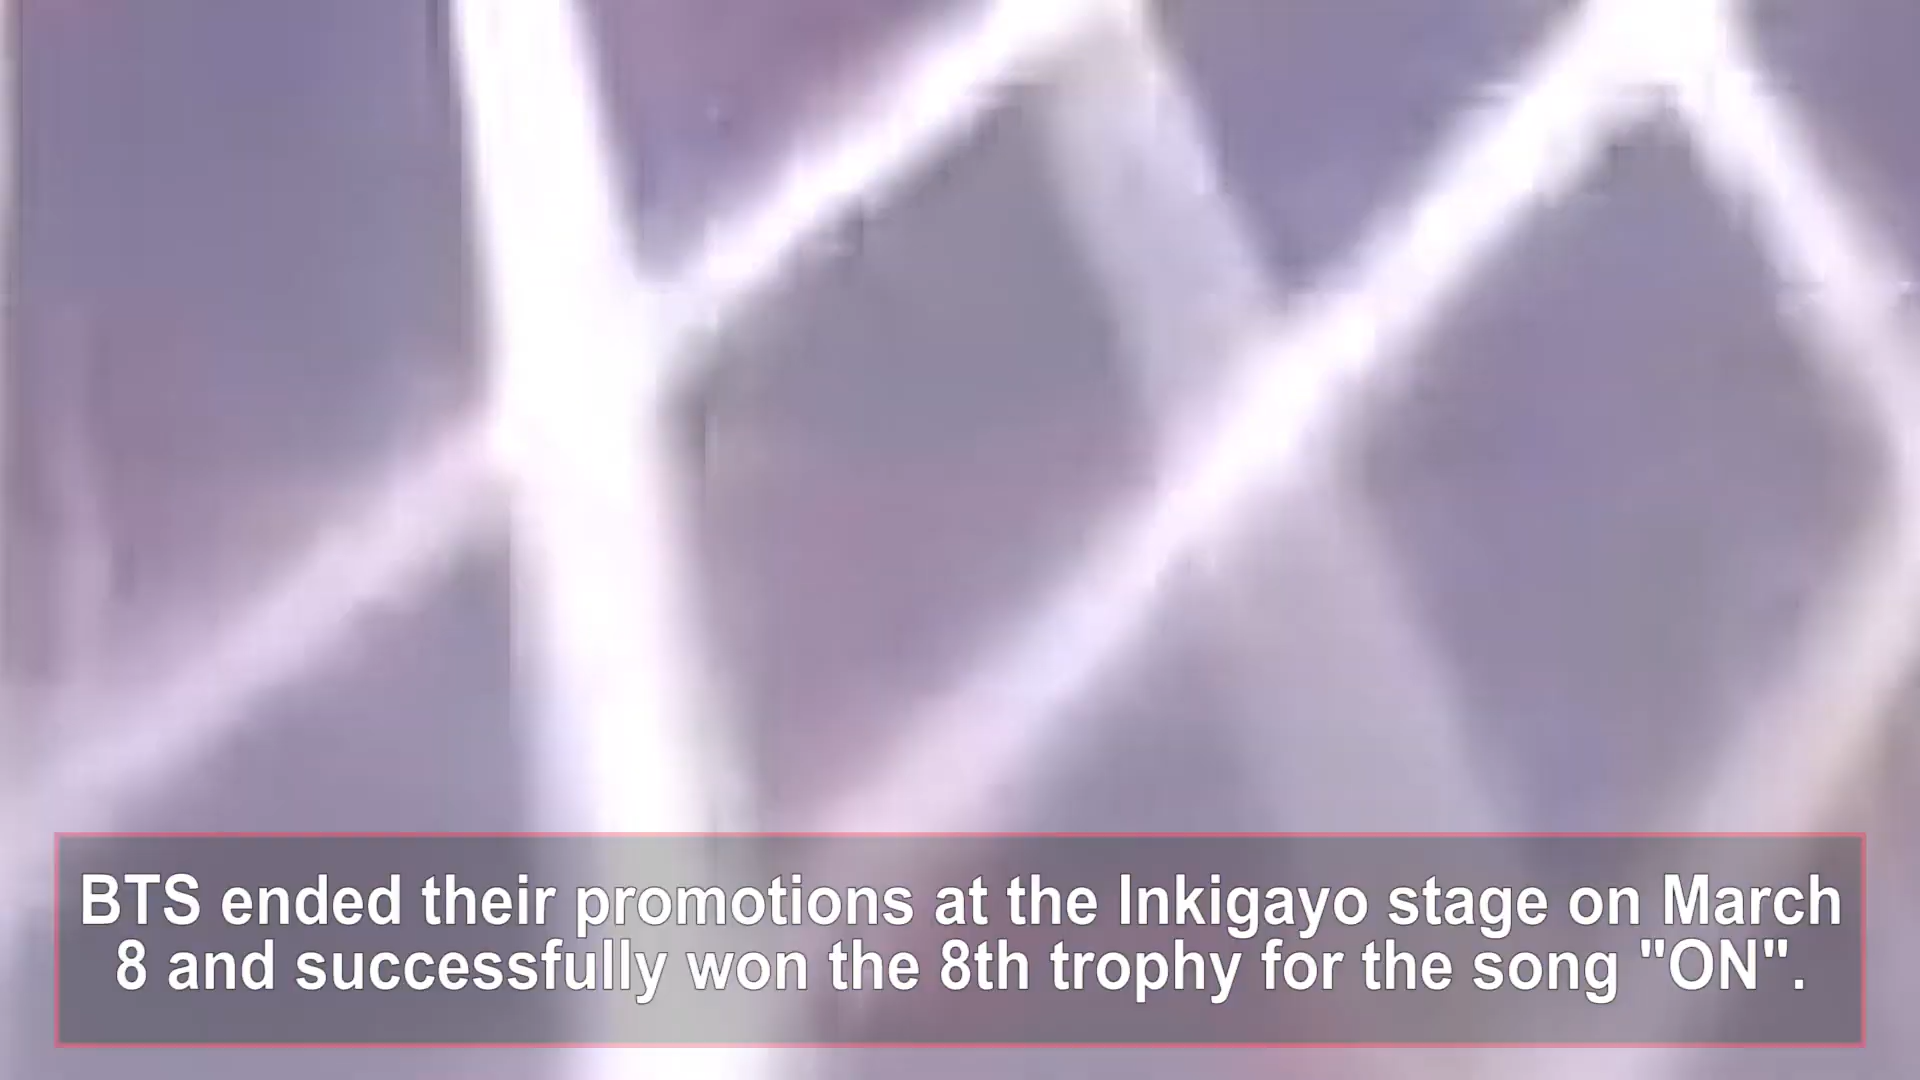 BTS ended their promotions at the Inkigayo stage on March
8 and successfully won the 8th trophy for the song "ON".